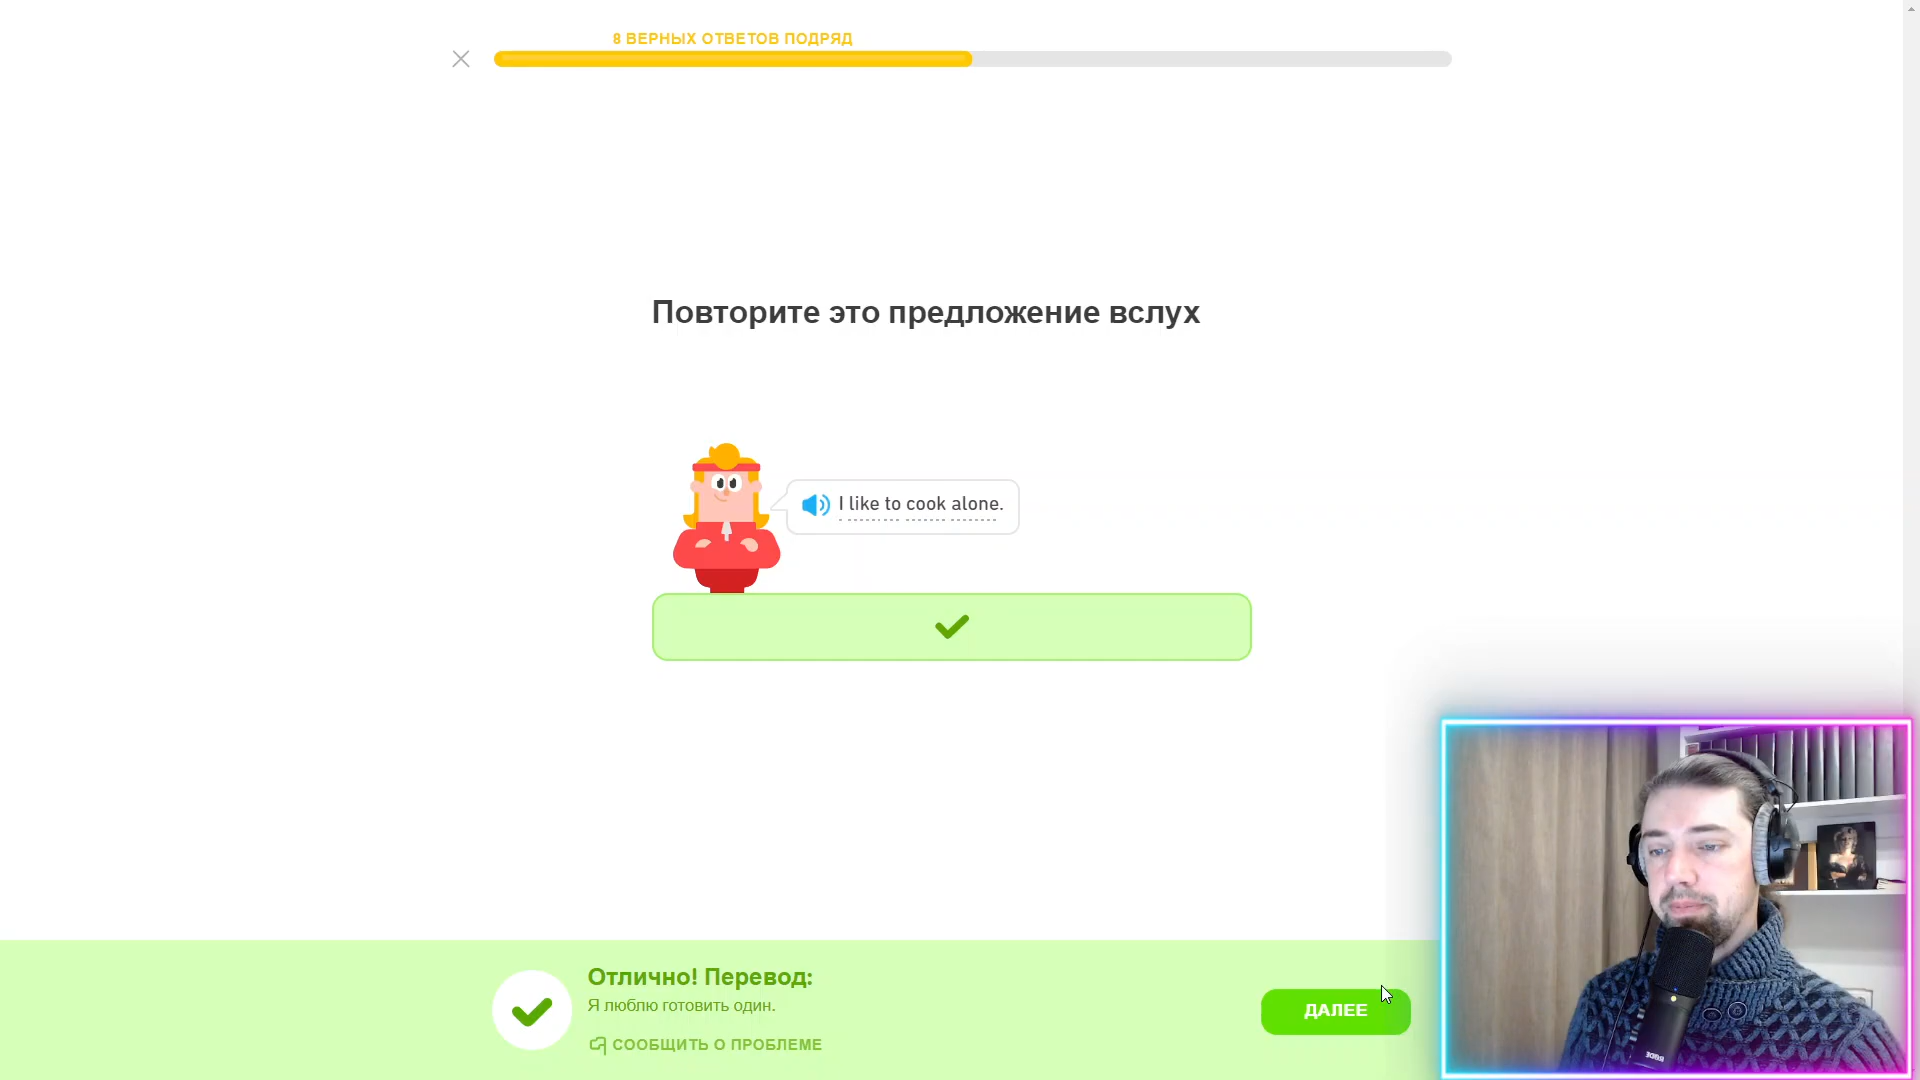 8 ВЕРНЫХ ОТВЕТОВ ПОДРЯД
Повторите это предложение вслух
I like to cook alone.
Отлично! Перевод:
Я люблю готовить один.
СООБЩИТЬ О ПРОБЛЕМЕ
ДАЛЕЕ
RODE